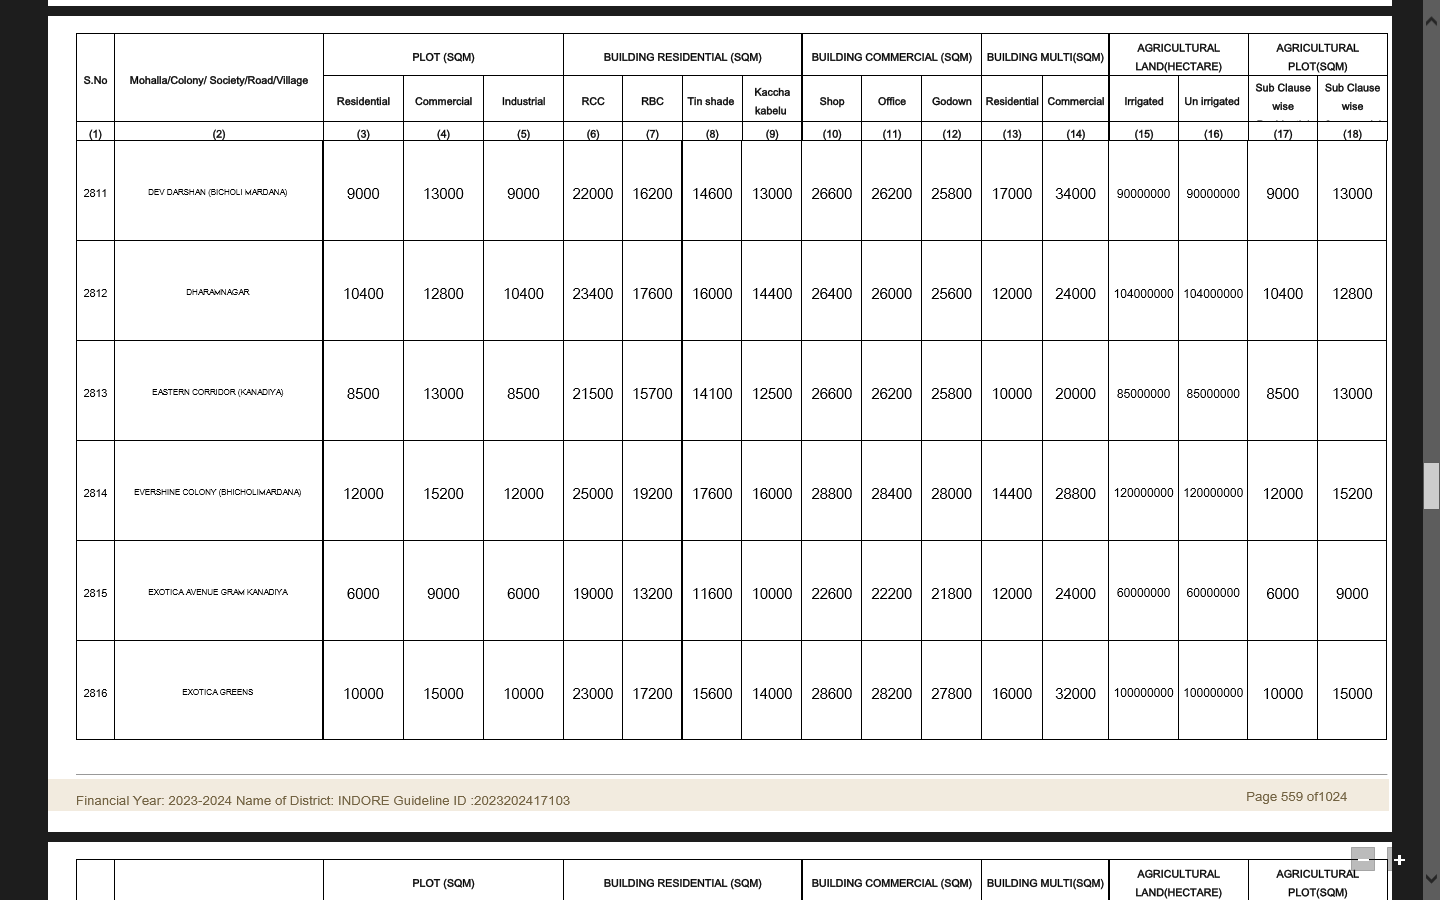 S.No Mohalla/Colony/ Society/Road/Village PLOT (SQM) BUILDING RESIDENTIAL (SQM) BUILDING COMMERCIAL (SQM) BUILDING MULTI(SQM) AGRICULTURAL LAND(HECTARE) AGRICULTURAL PLOT(SQM)
Residential Commercial Industrial RCC RBC Tin shade Kaccha kabelu Shop Office Godown Residential Commercial Irrigated Un irrigated Sub Clause wise Sub Clause wise
(1) (2) (3) (4) (5) (6) (7) (8) (9) (10) (11) (12) (13) (14) (15) (16) (17) (18)
2811 DEV DARSHAN (BICHOLI MARDANA) 9000 13000 9000 22000 16200 14600 13000 26600 26200 25800 17000 34000 90000000 90000000 9000 13000
2812 DHARAMNAGAR 10400 12800 10400 23400 17600 16000 14400 26400 26000 25600 12000 24000 104000000 104000000 10400 12800
2813 EASTERN CORRIDOR (KANADIYA) 8500 13000 8500 21500 15700 14100 12500 26600 26200 25800 10000 20000 85000000 85000000 8500 13000
2814 EVERSHINE COLONY (BHICHOLIMARDANA) 12000 15200 12000 25000 19200 17600 16000 28800 28400 28000 14400 28800 120000000 120000000 12000 15200
2815 EXOTICA AVENUE GRAM KANADIYA 6000 9000 6000 19000 13200 11600 10000 22600 22200 21800 12000 24000 60000000 60000000 6000 9000
2816 EXOTICA GREENS 10000 15000 10000 23000 17200 15600 14000 28600 28200 27800 16000 32000 100000000 100000000 10000 15000
Financial Year: 2023-2024 Name of District: INDORE Guideline ID :2023202417103 Page 559 of1024
PLOT (SQM) BUILDING RESIDENTIAL (SQM) BUILDING COMMERCIAL (SQM) BUILDING MULTI(SQM) AGRICULTURAL LAND(HECTARE) AGRICULTURAL PLOT(SQM)